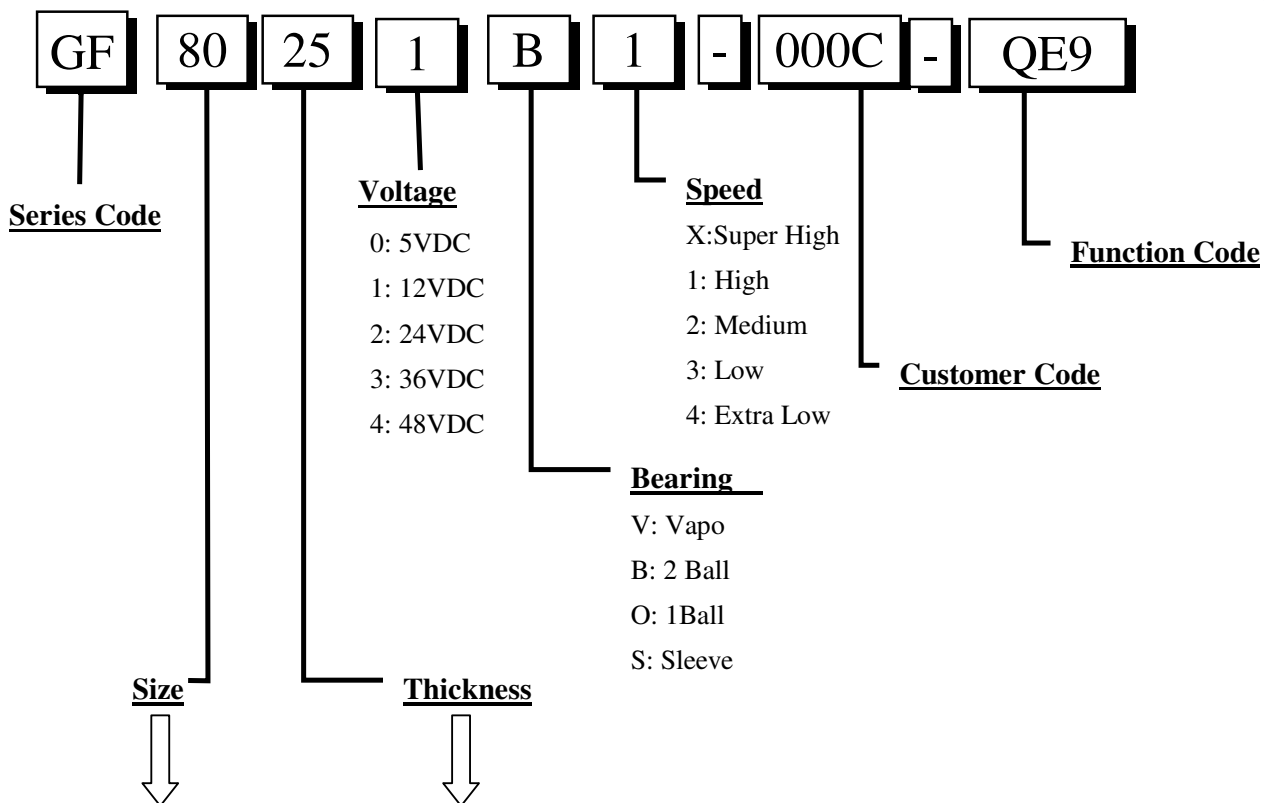 GF 80 25 1 B 1 - 000C - QE9
Series Code
Voltage
0: 5VDC
1: 12VDC
2: 24VDC
3: 36VDC
4: 48VDC
Speed
X:Super High
1: High
2: Medium
3: Low
4: Extra Low
Function Code
Customer Code
Bearing
V: Vapo
B: 2 Ball
O: 1Ball
S: Sleeve
Size
Thickness